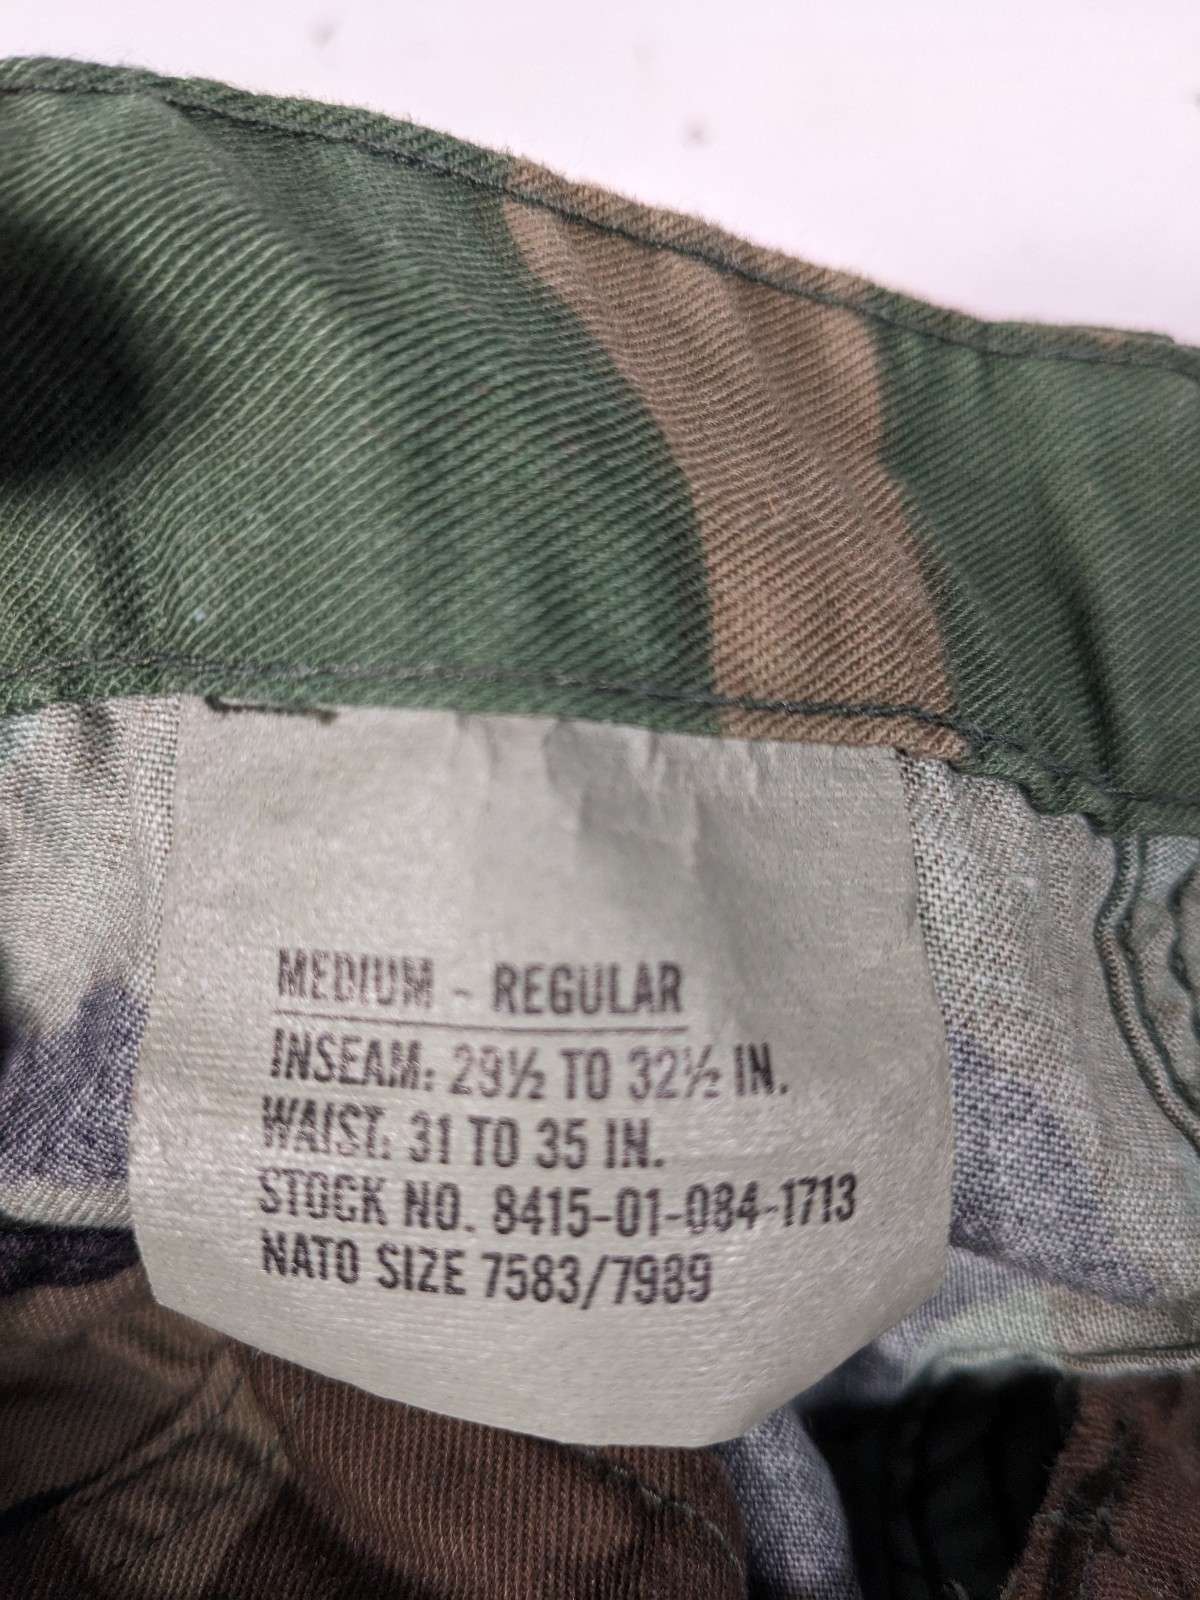 MEDIUM - REGULAR
INSEAM: 29½ TO 32½ IN.
WAIST: 31 TO 35 IN.
STOCK NO. 8415-01-084-1713
NATO SIZE 7583/7989